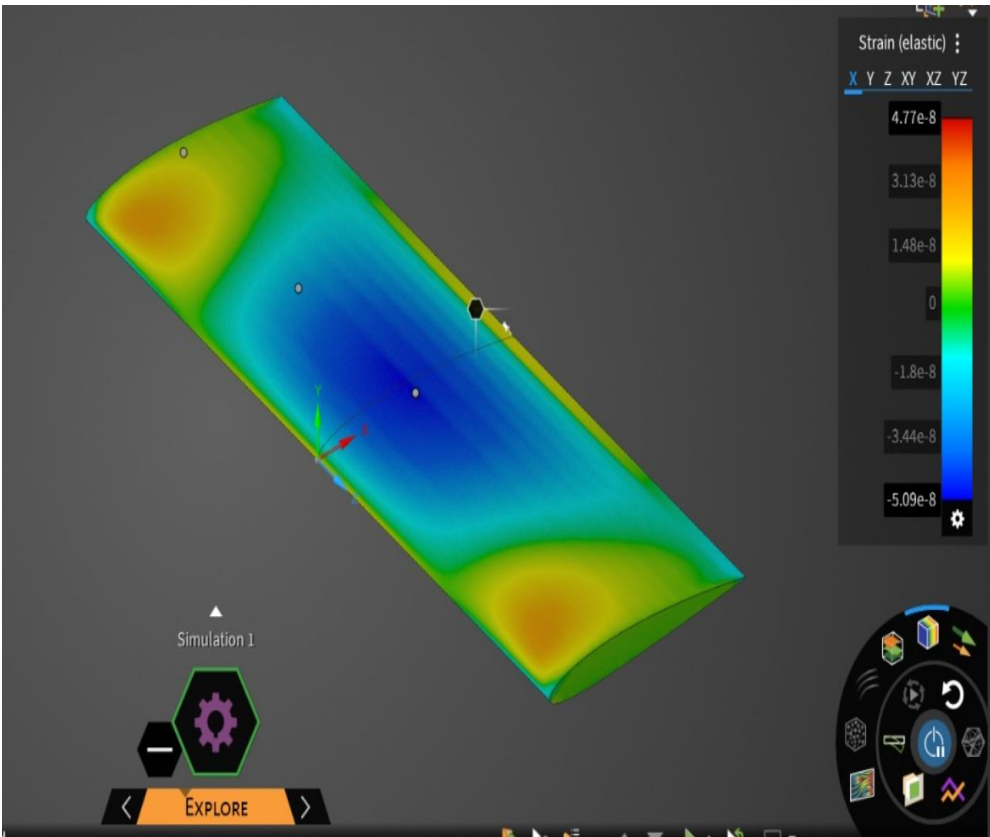 Strain (elastic)
X Y Z XY XZ YZ
4.77e-8
3.13e-8
1.48e-8
0
-1.8e-8
-3.44e-8
-5.09e-8
Y
Simulation 1
EXPLORE